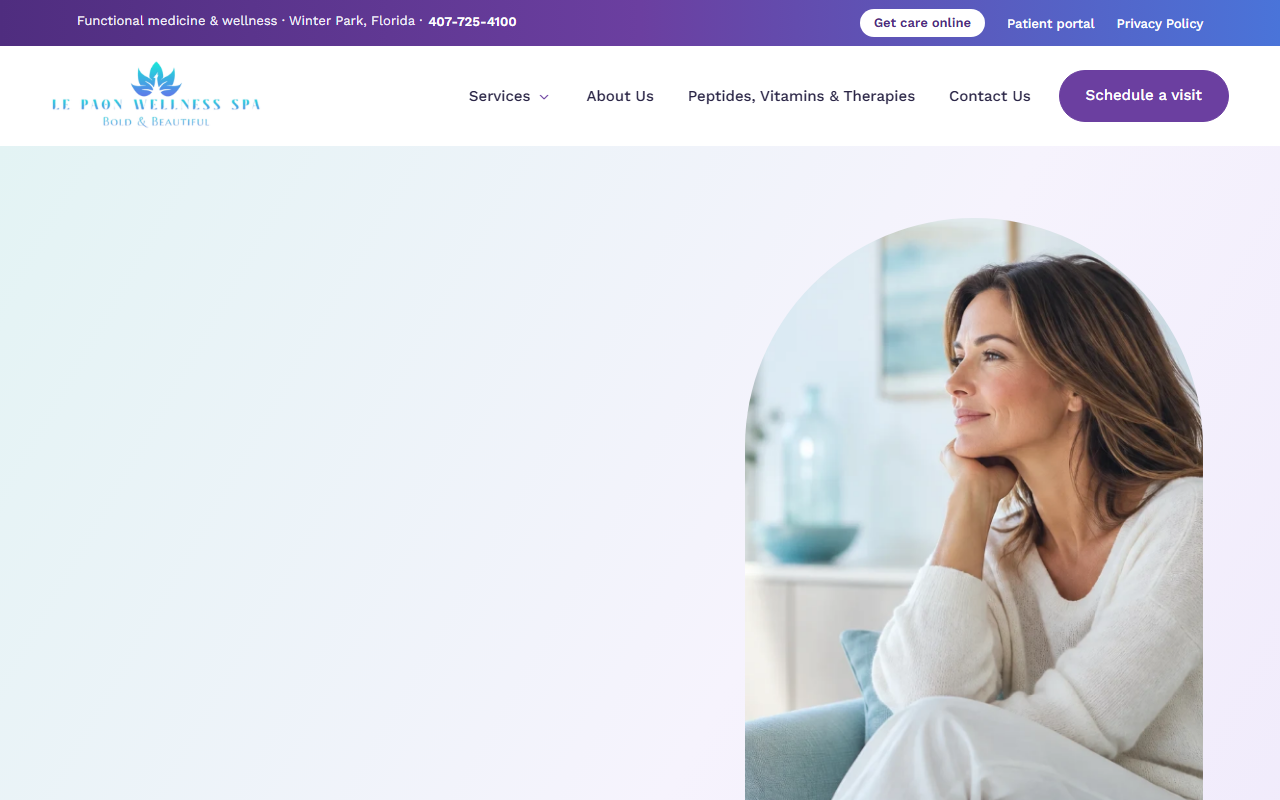 Functional medicine & wellness · Winter Park, Florida · 407-725-4100
Get care online
Patient portal
Privacy Policy
LE PAON WELLNESS SPA
BOLD & BEAUTIFUL
Services
About Us
Peptides, Vitamins & Therapies
Contact Us
Schedule a visit